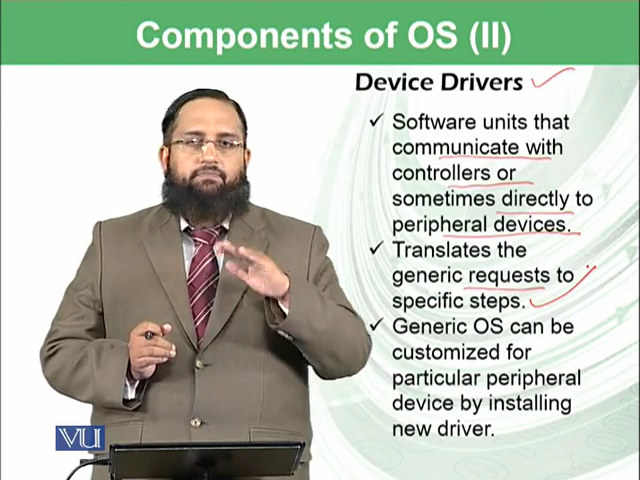 Components of OS (II)
Device Drivers
✓ Software units that
communicate with
controllers or
sometimes directly to
peripheral devices.
✓ Translates the
generic requests to
specific steps.
✓ Generic OS can be
customized for
particular peripheral
device by installing
new driver.
VU